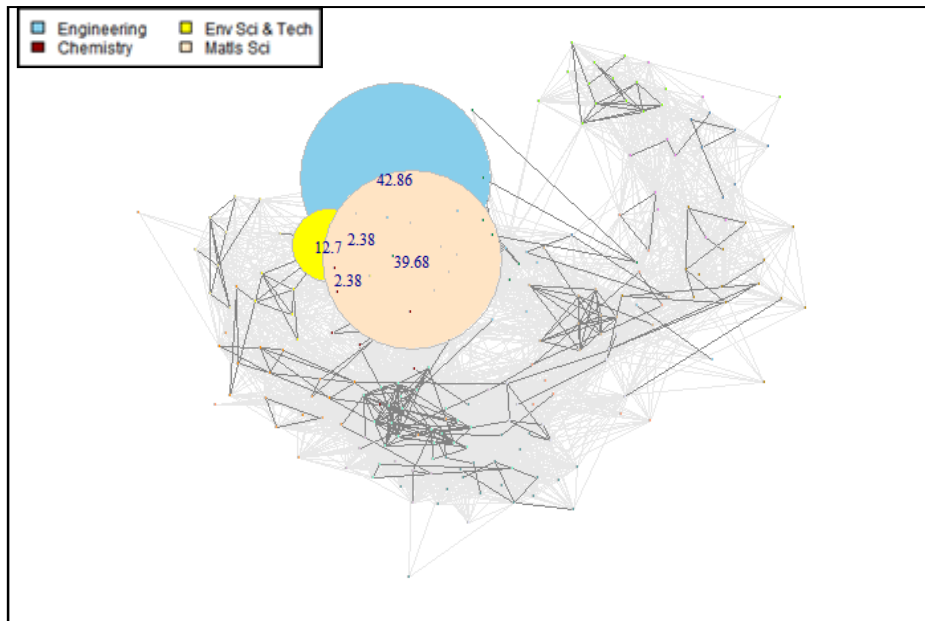 Engineering Env Sci & Tech
Chemistry Matls Sci
42.86
12.7 2.38
39.68
2.38